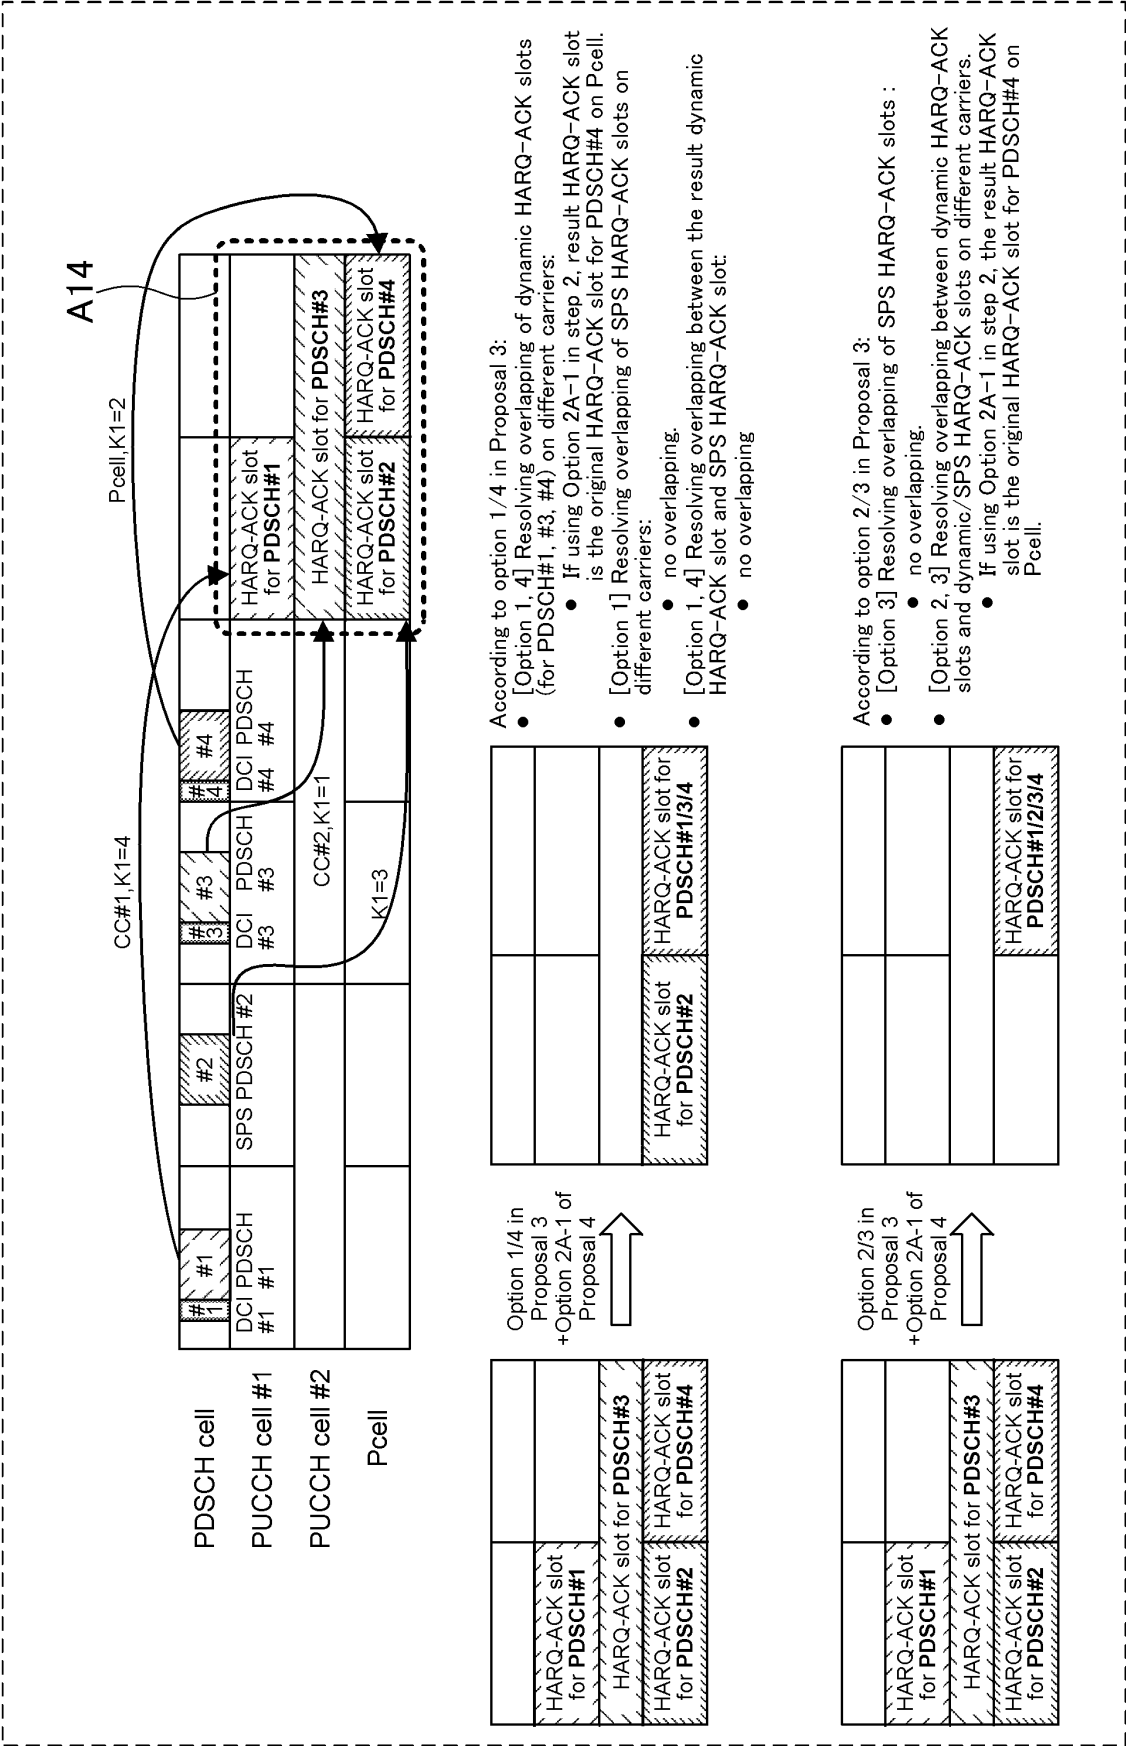 A14
CC#1,K1=4
Pcell,K1=2
PDSCH cell
# 1
#1
#2
# 3
#3
# 4
#4
PUCCH cell #1
DCI PDSCH
#1 #1
SPS PDSCH #2
DCI PDSCH
#3 #3
DCI PDSCH
#4 #4
HARQ-ACK slot
for PDSCH#1
PUCCH cell #2
CC#2,K1=1
HARQ-ACK slot for PDSCH#3
Pcell
K1=3
HARQ-ACK slot
for PDSCH#2
HARQ-ACK slot
for PDSCH#4
HARQ-ACK slot
for PDSCH#1
HARQ-ACK slot for PDSCH#3
HARQ-ACK slot
for PDSCH#2
HARQ-ACK slot
for PDSCH#4
Option 1/4 in
Proposal 3
+Option 2A-1 of
Proposal 4
HARQ-ACK slot
for PDSCH#2
HARQ-ACK slot for
PDSCH#1/3/4
According to option 1/4 in Proposal 3:
● [Option 1, 4] Resolving overlapping of dynamic HARQ-ACK slots
(for PDSCH#1, #3, #4) on different carriers:
● If using Option 2A-1 in step 2, result HARQ-ACK slot
is the original HARQ-ACK slot for PDSCH#4 on Pcell.
● [Option 1] Resolving overlapping of SPS HARQ-ACK slots on
different carriers:
● no overlapping.
● [Option 1, 4] Resolving overlapping between the result dynamic
HARQ-ACK slot and SPS HARQ-ACK slot:
● no overlapping
HARQ-ACK slot
for PDSCH#1
HARQ-ACK slot for PDSCH#3
HARQ-ACK slot
for PDSCH#2
HARQ-ACK slot
for PDSCH#4
Option 2/3 in
Proposal 3
+Option 2A-1 of
Proposal 4
HARQ-ACK slot for
PDSCH#1/2/3/4
According to option 2/3 in Proposal 3:
● [Option 3] Resolving overlapping of SPS HARQ-ACK slots :
● no overlapping.
● [Option 2, 3] Resolving overlapping between dynamic HARQ-ACK
slots and dynamic/SPS HARQ-ACK slots on different carriers.
● If using Option 2A-1 in step 2, the result HARQ-ACK
slot is the original HARQ-ACK slot for PDSCH#4 on
Pcell.